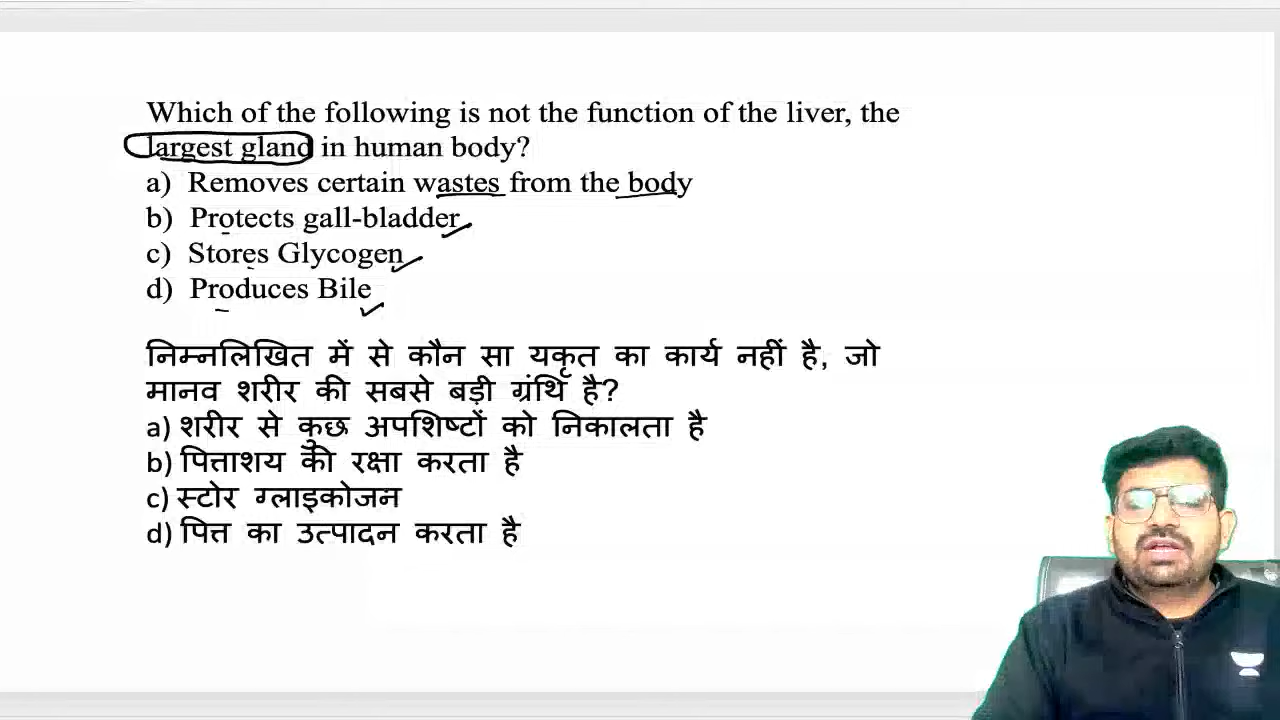 Which of the following is not the function of the liver, the
largest gland in human body?
a) Removes certain wastes from the body
b) Protects gall-bladder
c) Stores Glycogen
d) Produces Bile
निम्नलिखित में से कौन सा यकृत का कार्य नहीं है, जो
मानव शरीर की सबसे बड़ी ग्रंथि है?
a) शरीर से कुछ अपशिष्टों को निकालता है
b) पित्ताशय की रक्षा करता है
c) स्टोर ग्लाइकोजन
d) पित्त का उत्पादन करता है